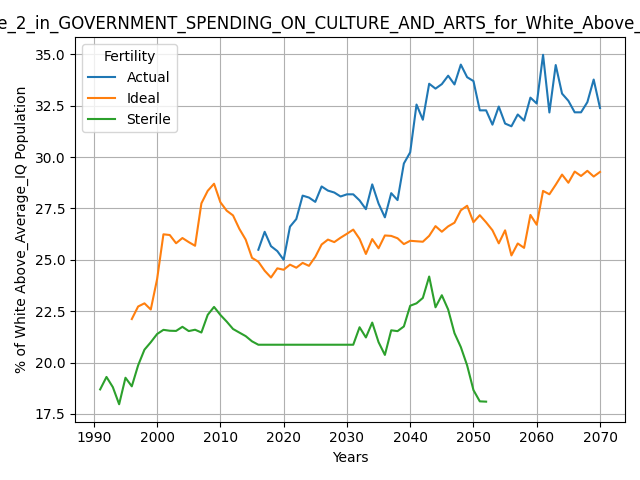 e_2_in_GOVERNMENT_SPENDING_ON_CULTURE_AND_ARTS_for_White_Above_
Fertility
Actual
Ideal
Sterile
% of White Above_Average_IQ Population
35.0
32.5
30.0
27.5
25.0
22.5
20.0
17.5
1990 2000 2010 2020 2030 2040 2050 2060 2070
Years